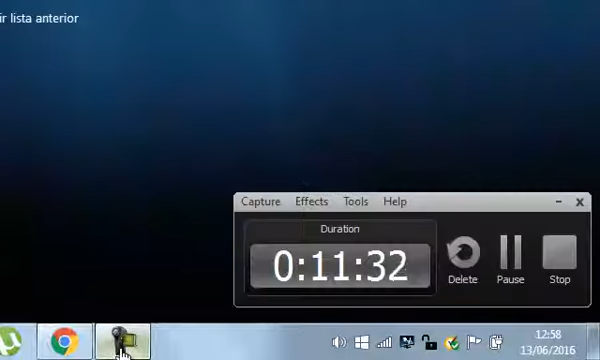 ir lista anterior
Capture Effects Tools Help
Duration
0:11:32
Delete Pause Stop
12:58
13/06/2016